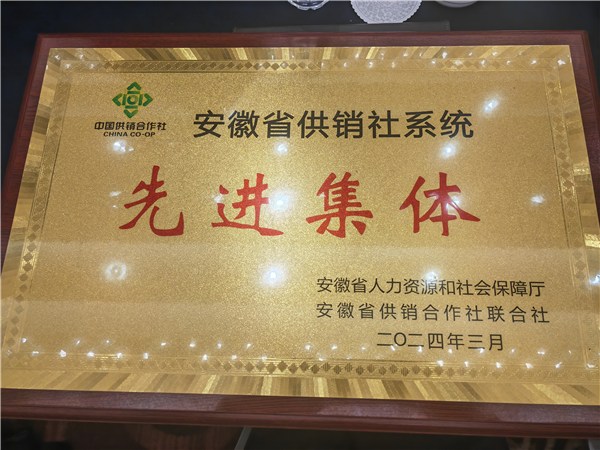 中国供销合作社
CHINA CO-OP
安徽省供销社系统
先进集体
安徽省人力资源和社会保障厅
安徽省供销合作社联合社
二〇二四年三月